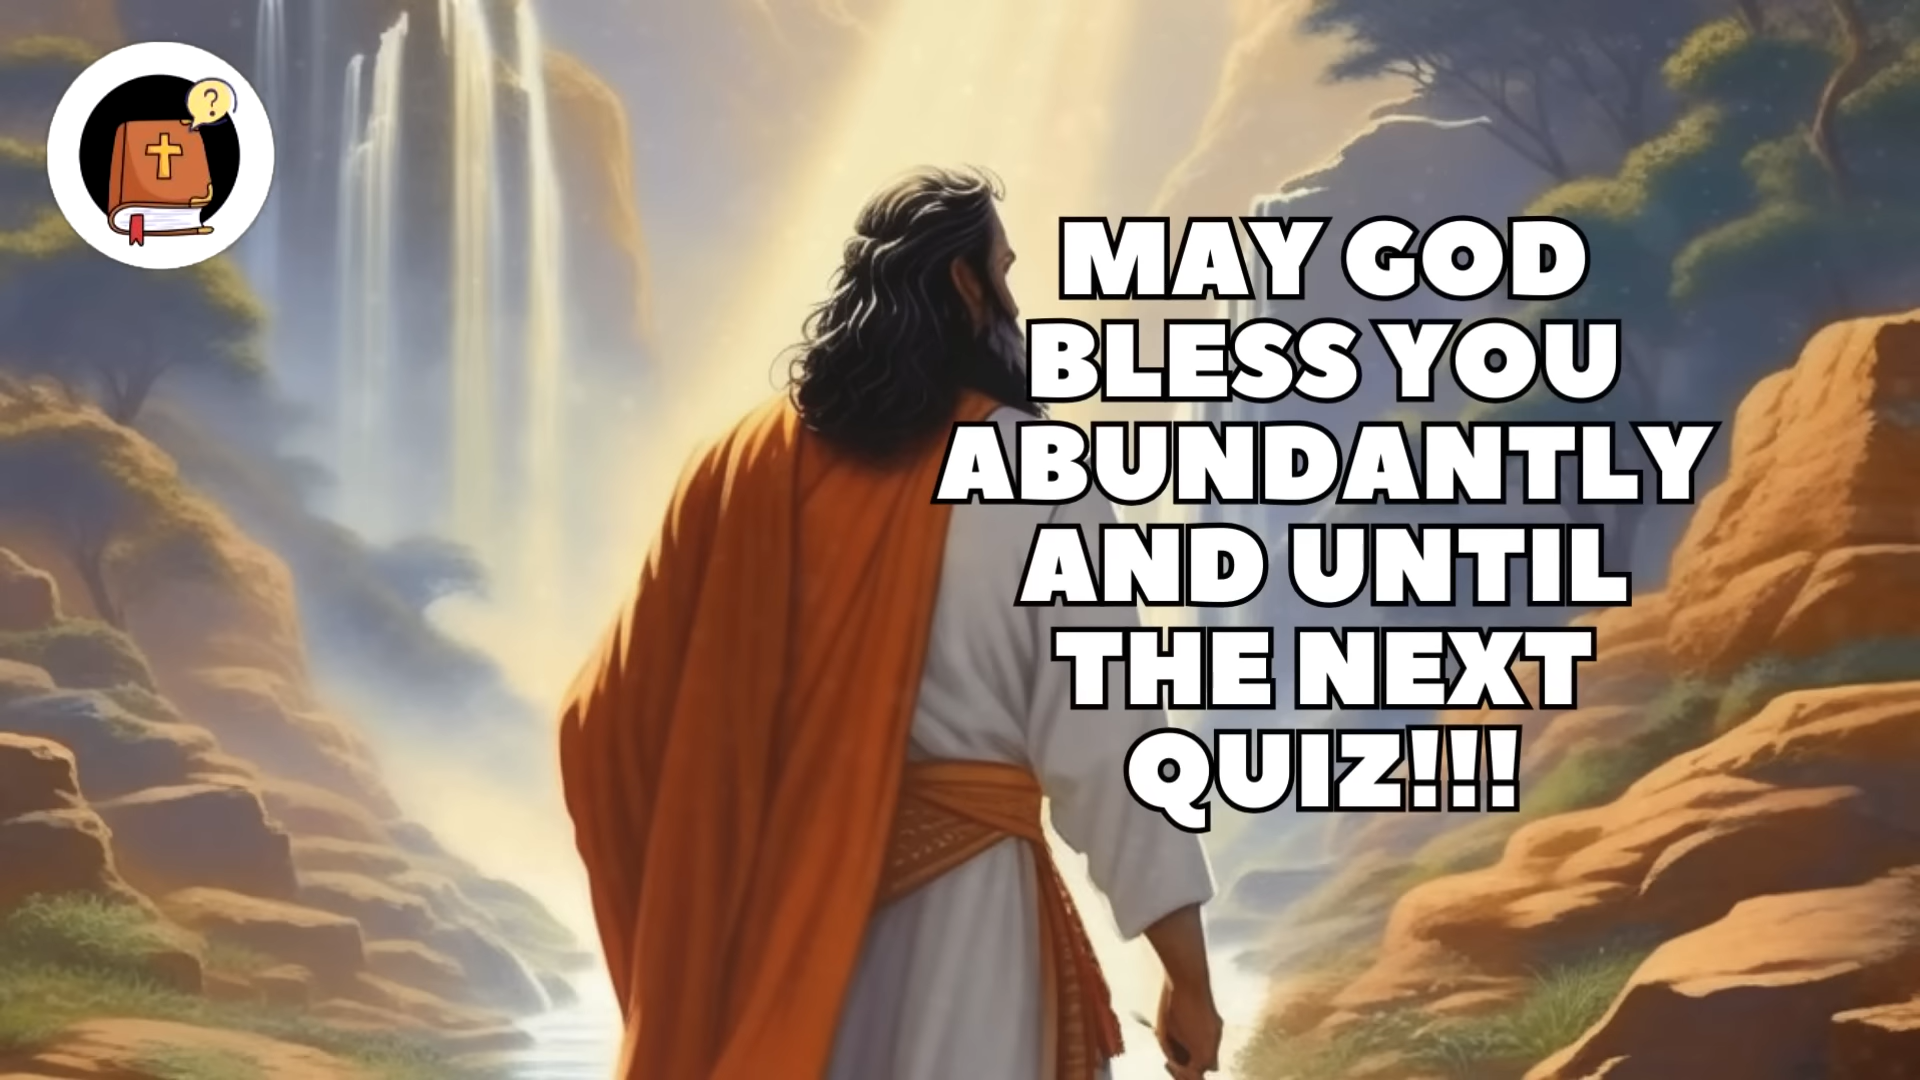 ?
MAY GOD
BLESS YOU
ABUNDANTLY
AND UNTIL
THE NEXT
QUIZ!!!